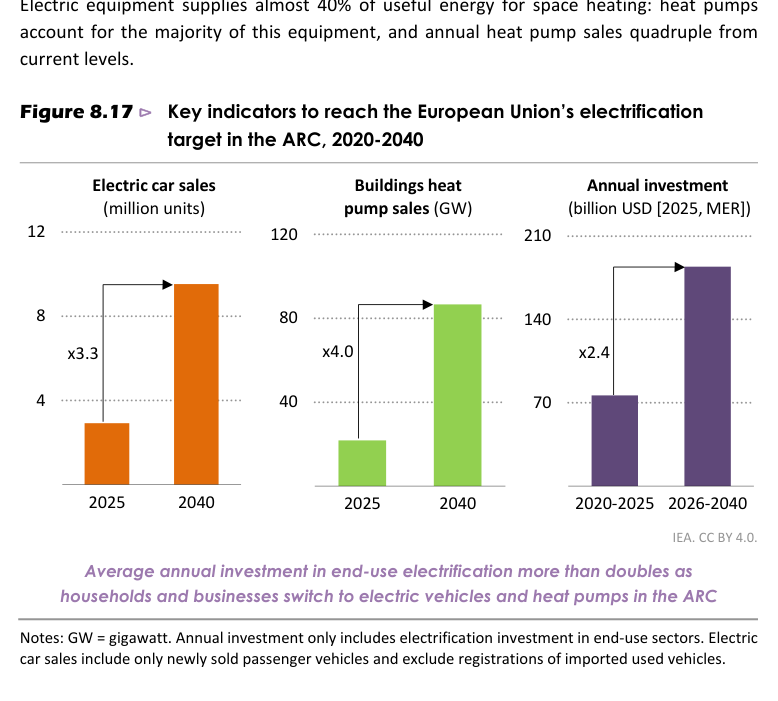 Electric equipment supplies almost 40% of useful energy for space heating: heat pumps
account for the majority of this equipment, and annual heat pump sales quadruple from
current levels.
Figure 8.17 ▻ Key indicators to reach the European Union's electrification
target in the ARC, 2020-2040
Electric car sales
(million units)
12
8
4
x3.3
2025 2040
Buildings heat
pump sales (GW)
120
80
40
x4.0
2025 2040
Annual investment
(billion USD [2025, MER])
210
140
70
x2.4
2020-2025 2026-2040
IEA. CC BY 4.0.
Average annual investment in end-use electrification more than doubles as
households and businesses switch to electric vehicles and heat pumps in the ARC
Notes: GW = gigawatt. Annual investment only includes electrification investment in end-use sectors. Electric
car sales include only newly sold passenger vehicles and exclude registrations of imported used vehicles.